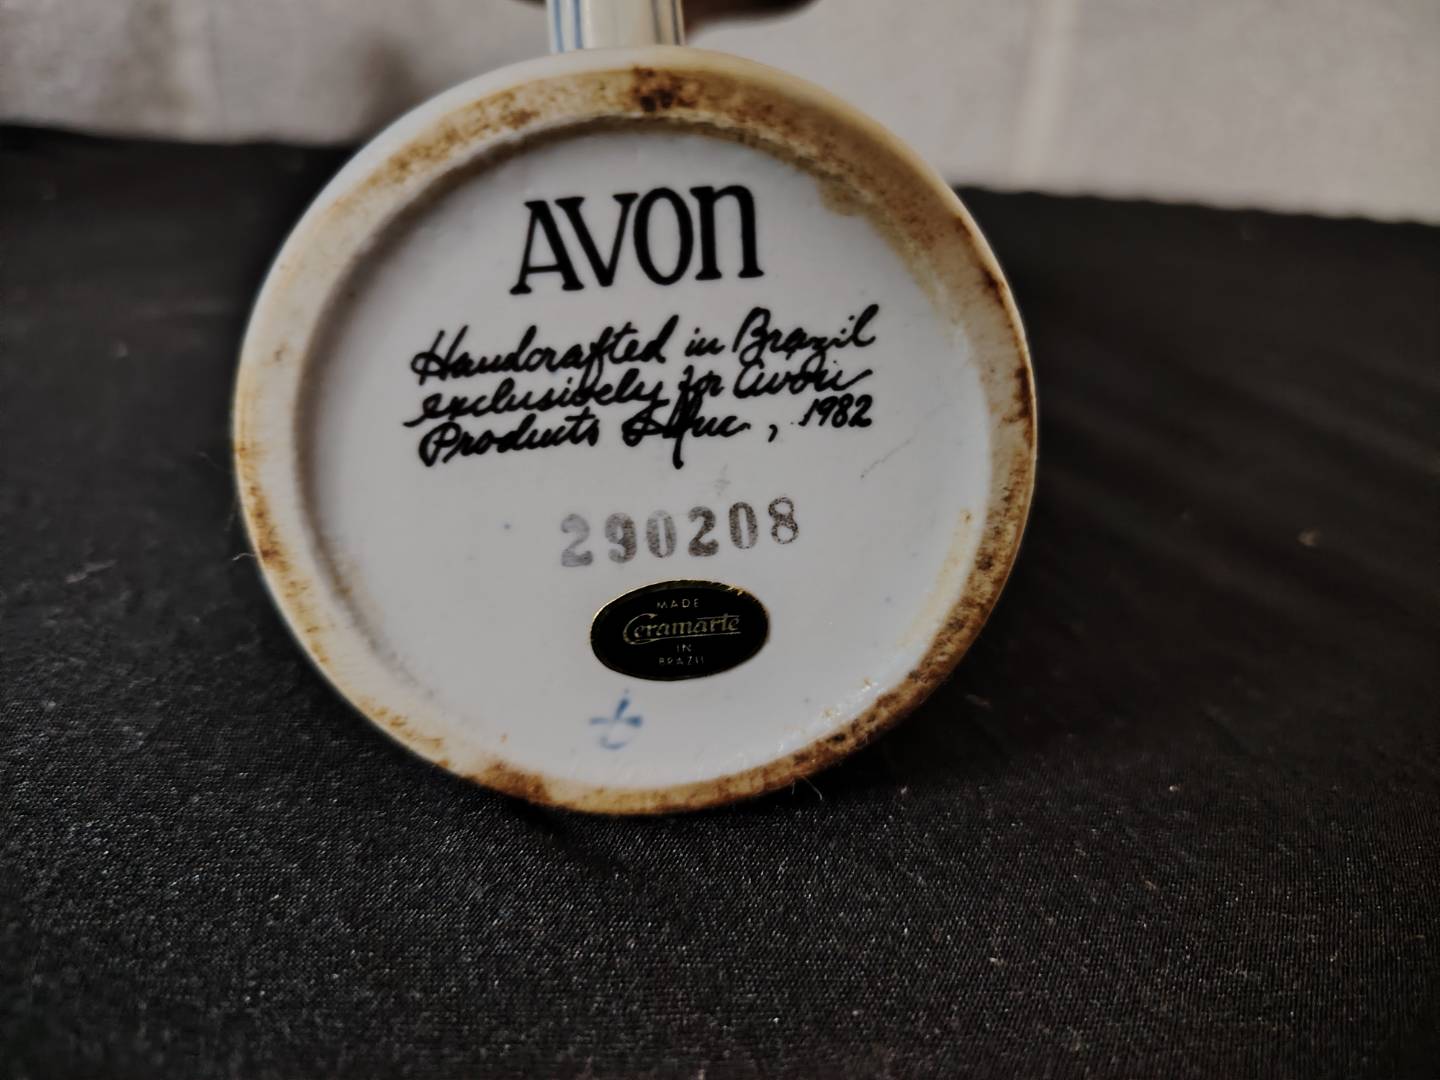 AVON
Handcrafted in Brazil
exclusively for Avon
Products Inc., 1982
290208
MADE
Ceramarte
IN
BRAZIL